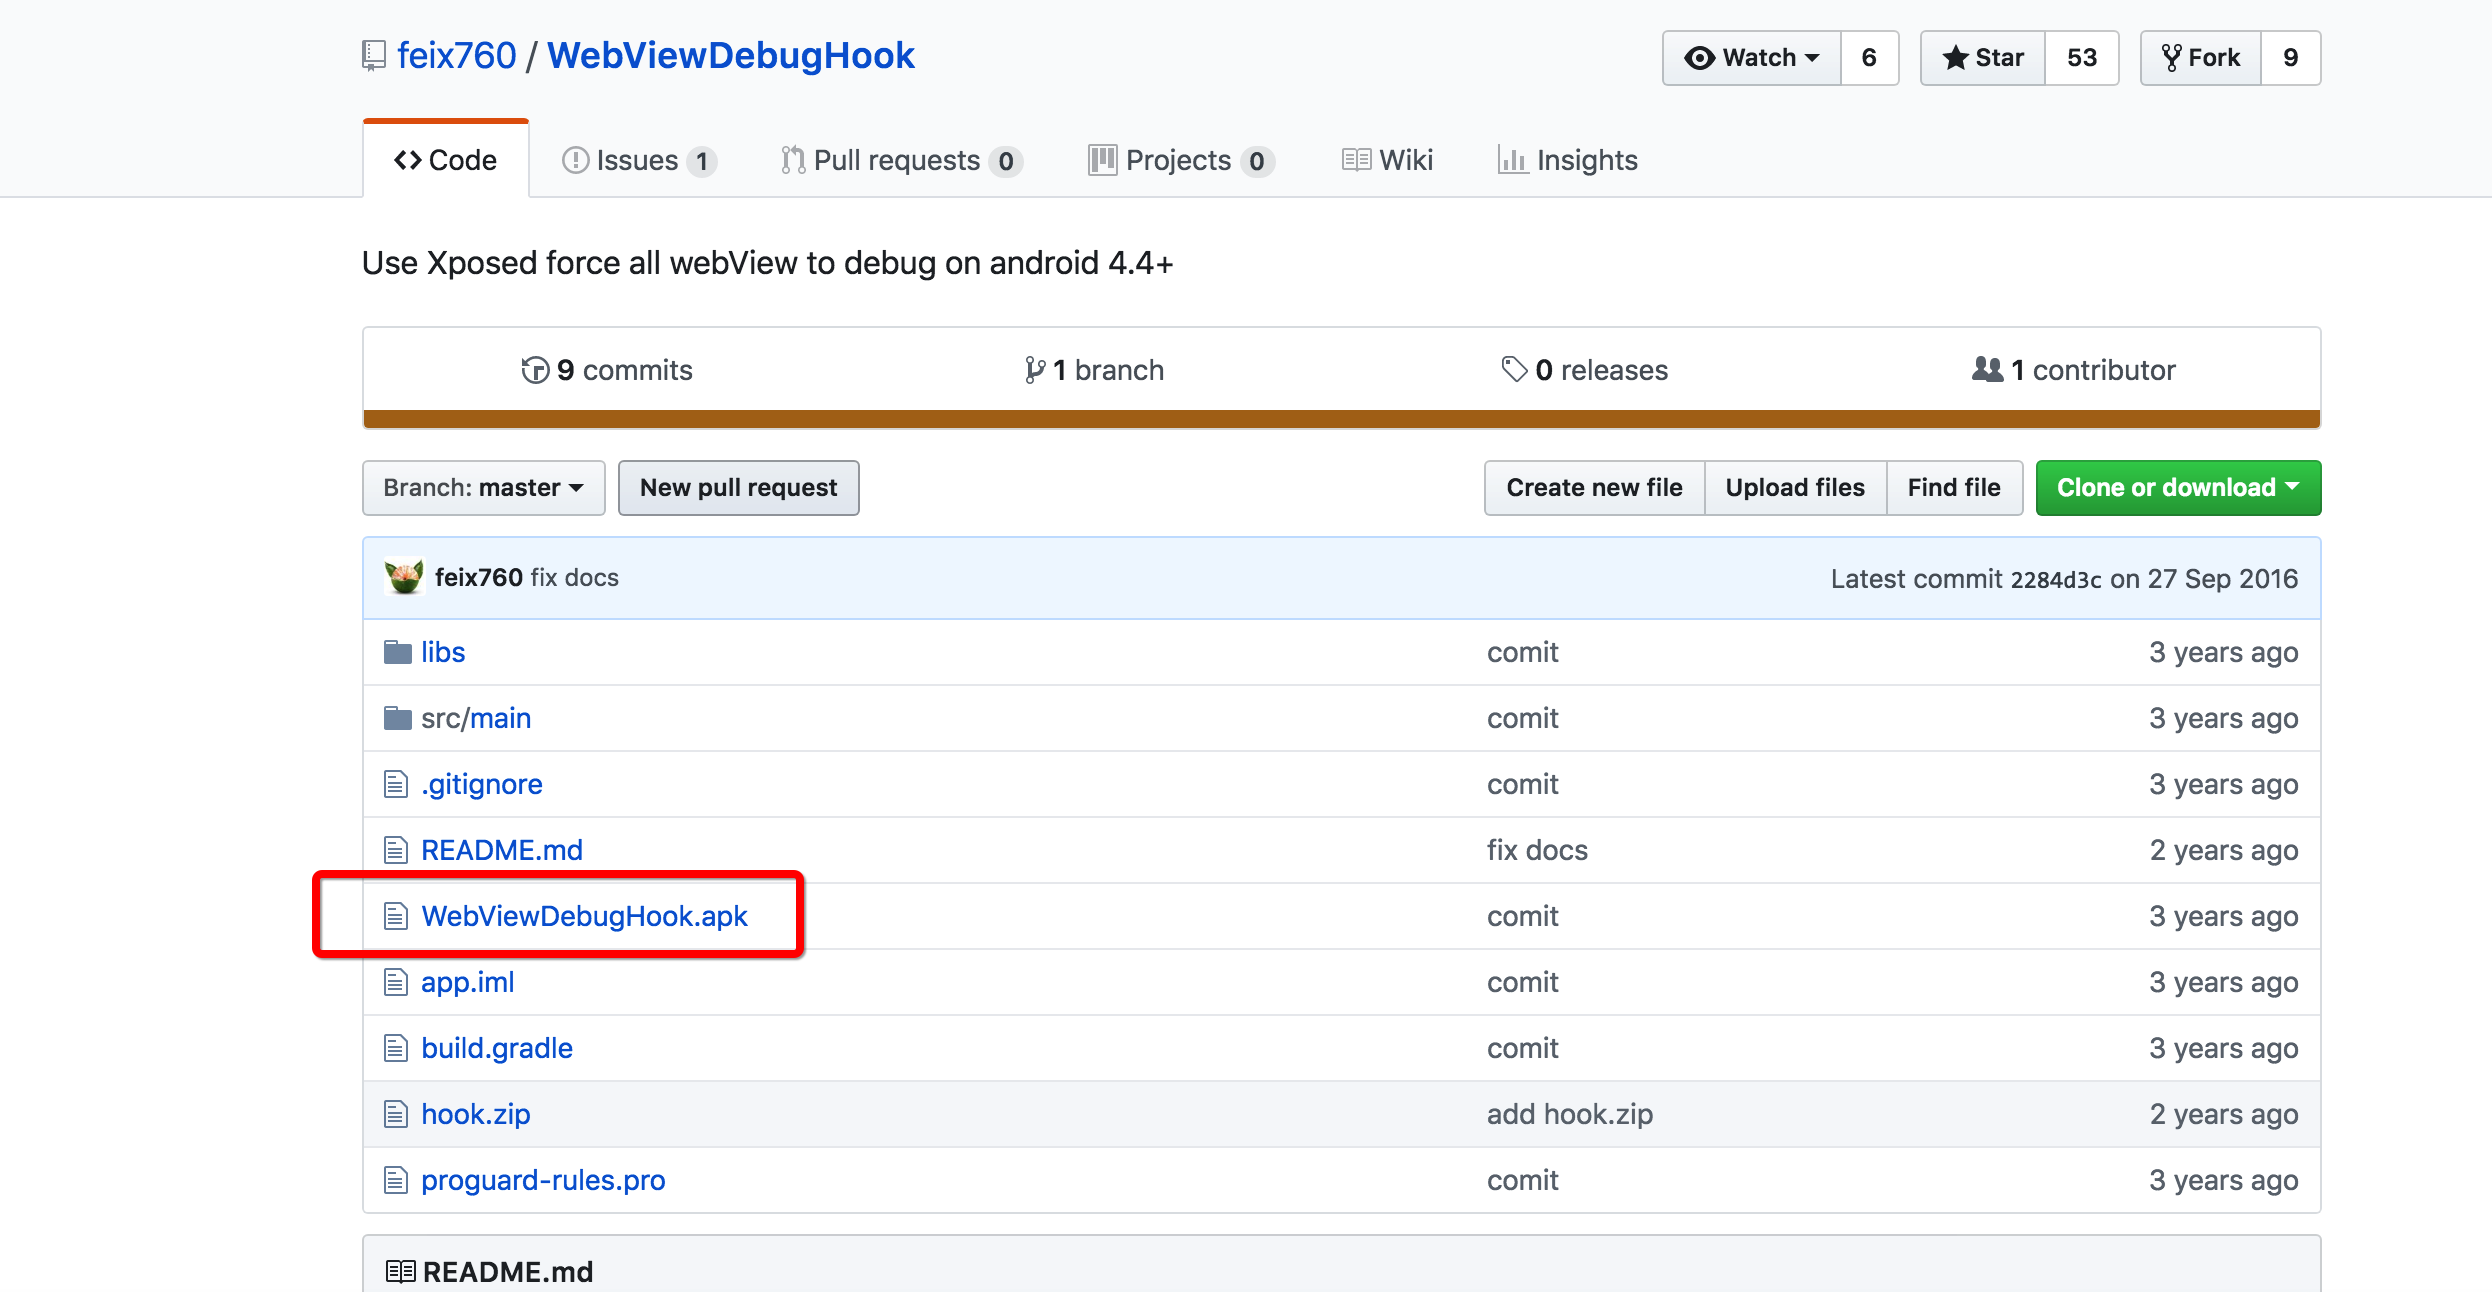 feix760 / WebViewDebugHook
Watch 6 Star 53 Fork 9
Code Issues 1 Pull requests 0 Projects 0 Wiki Insights
Use Xposed force all webView to debug on android 4.4+
9 commits 1 branch 0 releases 1 contributor
Branch: master New pull request Create new file Upload files Find file Clone or download
feix760 fix docs Latest commit 2284d3c on 27 Sep 2016
libs comit 3 years ago
src/main comit 3 years ago
.gitignore comit 3 years ago
README.md fix docs 2 years ago
WebViewDebugHook.apk comit 3 years ago
app.iml comit 3 years ago
build.gradle comit 3 years ago
hook.zip add hook.zip 2 years ago
proguard-rules.pro comit 3 years ago
README.md